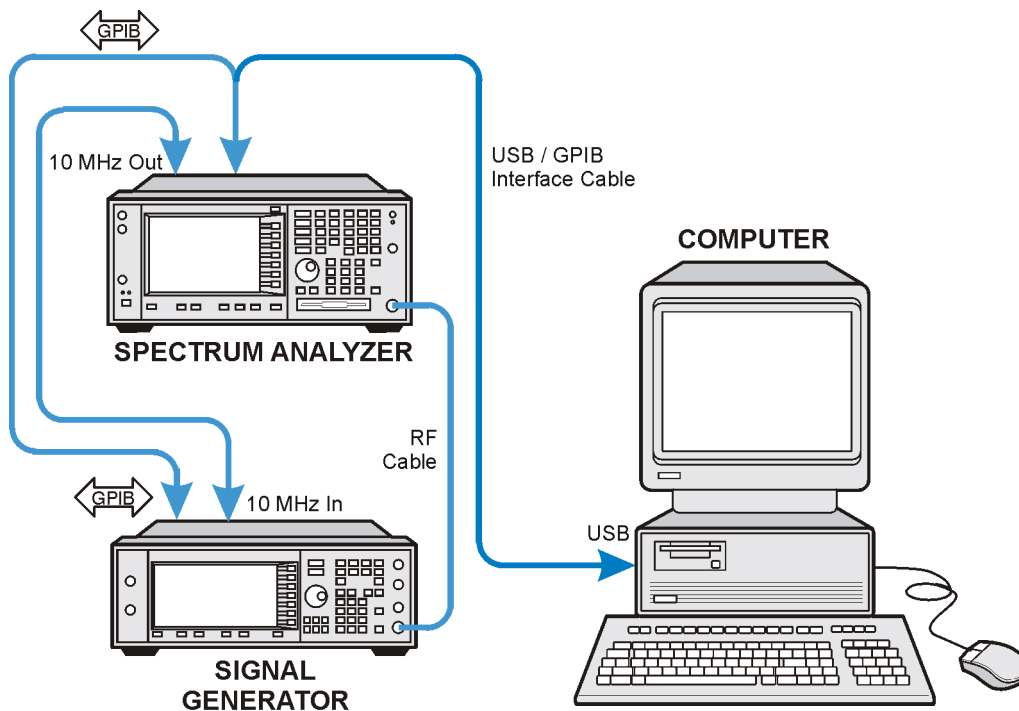 GPIB
10 MHz Out
USB / GPIB
Interface Cable
COMPUTER
SPECTRUM ANALYZER
RF
Cable
GPIB
10 MHz In
USB
SIGNAL
GENERATOR